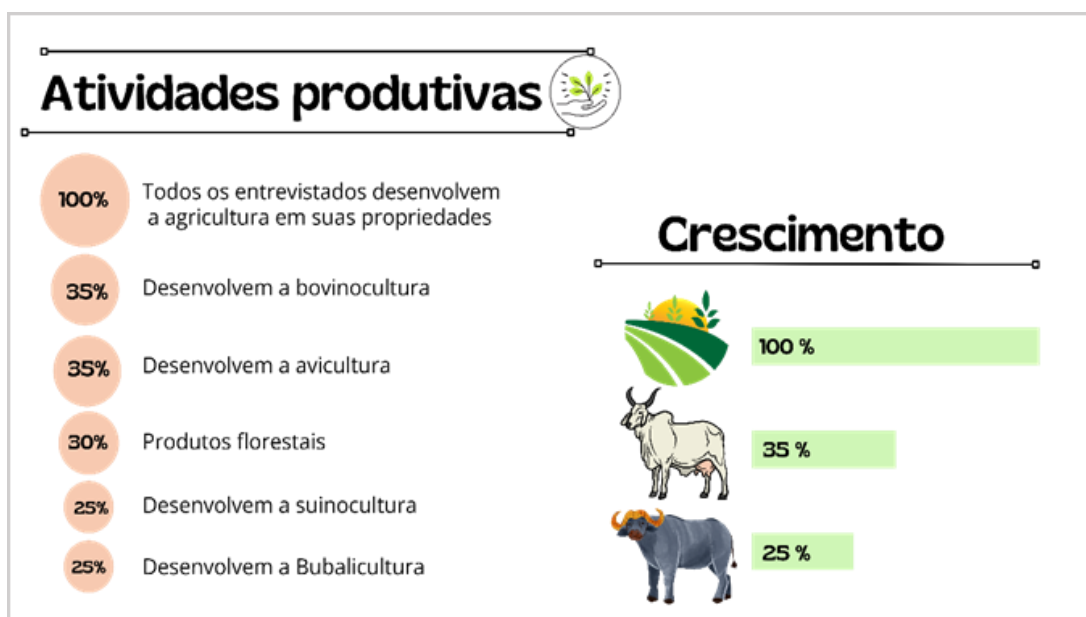 Atividades produtivas
100%
Todos os entrevistados desenvolvem
a agricultura em suas propriedades
35%
Desenvolvem a bovinocultura
35%
Desenvolvem a avicultura
30%
Produtos florestais
25%
Desenvolvem a suinocultura
25%
Desenvolvem a Bubalicultura
Crescimento
100 %
35 %
25 %